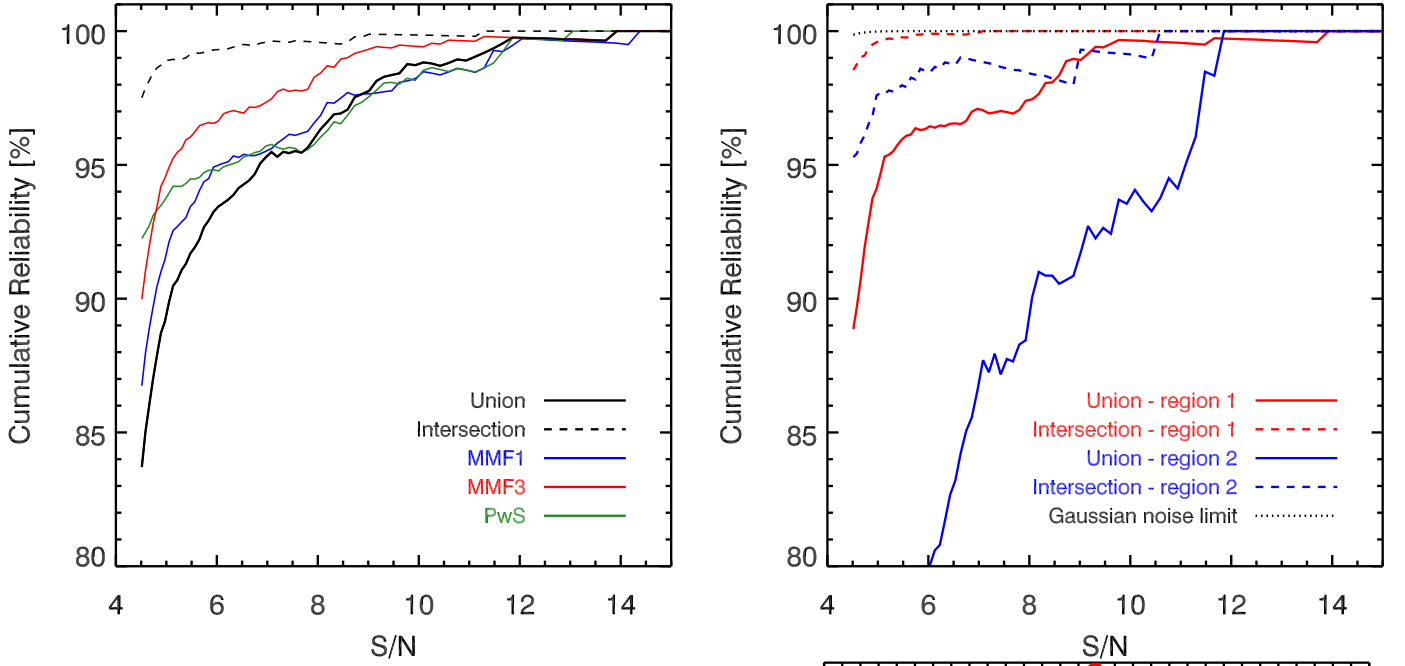 Cumulative Reliability [%]
100
95
90
85
80
Union
Intersection
MMF1
MMF3
PwS
4 6 8 10 12 14
S/N
Cumulative Reliability [%]
100
95
90
85
80
Union - region 1
Intersection - region 1
Union - region 2
Intersection - region 2
Gaussian noise limit
4 6 8 10 12 14
S/N